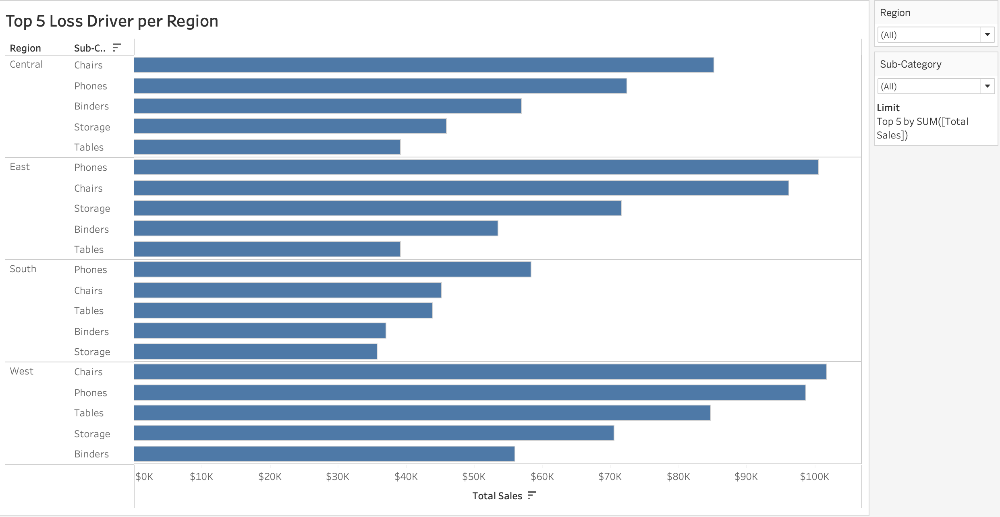 Top 5 Loss Driver per Region
Region Sub-C..
Central Chairs
Phones
Binders
Storage
Tables
East Phones
Chairs
Storage
Binders
Tables
South Phones
Chairs
Tables
Binders
Storage
West Chairs
Phones
Tables
Storage
Binders
$0K $10K $20K $30K $40K $50K $60K $70K $80K $90K $100K
Total Sales
Region
(All)
Sub-Category
(All)
Limit
Top 5 by SUM([Total
Sales])